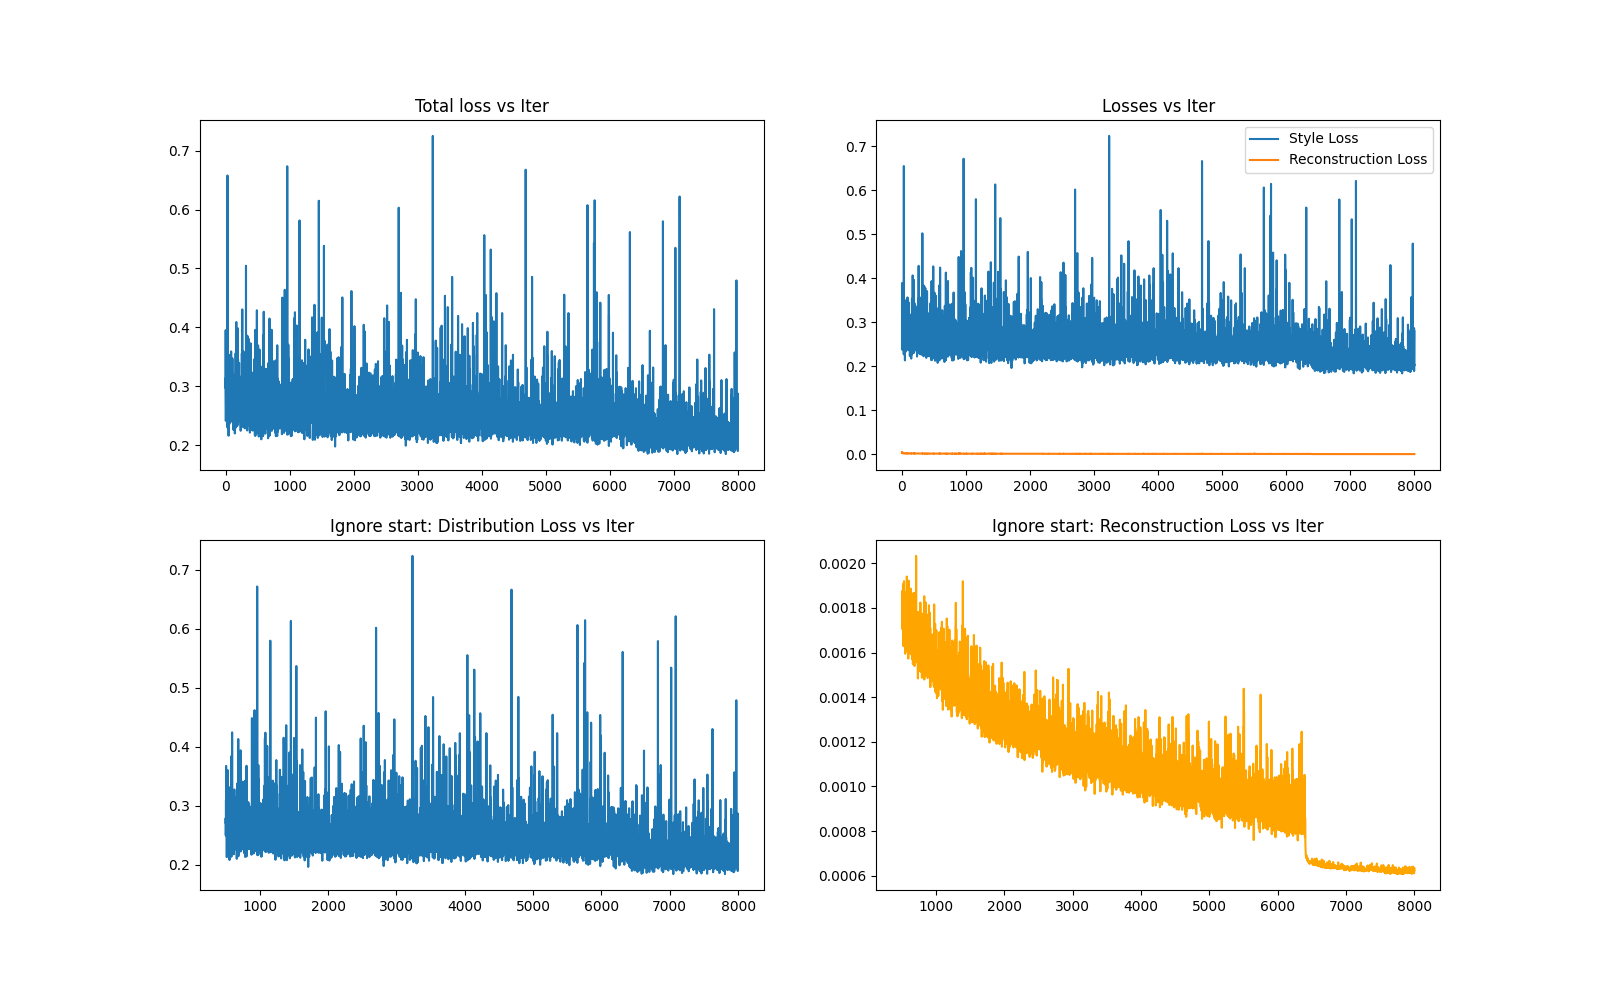 Total loss vs Iter
0.7
0.6
0.5
0.4
0.3
0.2
0 1000 2000 3000 4000 5000 6000 7000 8000
Losses vs Iter
Style Loss
Reconstruction Loss
0.7
0.6
0.5
0.4
0.3
0.2
0.1
0.0
0 1000 2000 3000 4000 5000 6000 7000 8000
Ignore start: Distribution Loss vs Iter
0.7
0.6
0.5
0.4
0.3
0.2
1000 2000 3000 4000 5000 6000 7000 8000
Ignore start: Reconstruction Loss vs Iter
0.0020
0.0018
0.0016
0.0014
0.0012
0.0010
0.0008
0.0006
1000 2000 3000 4000 5000 6000 7000 8000